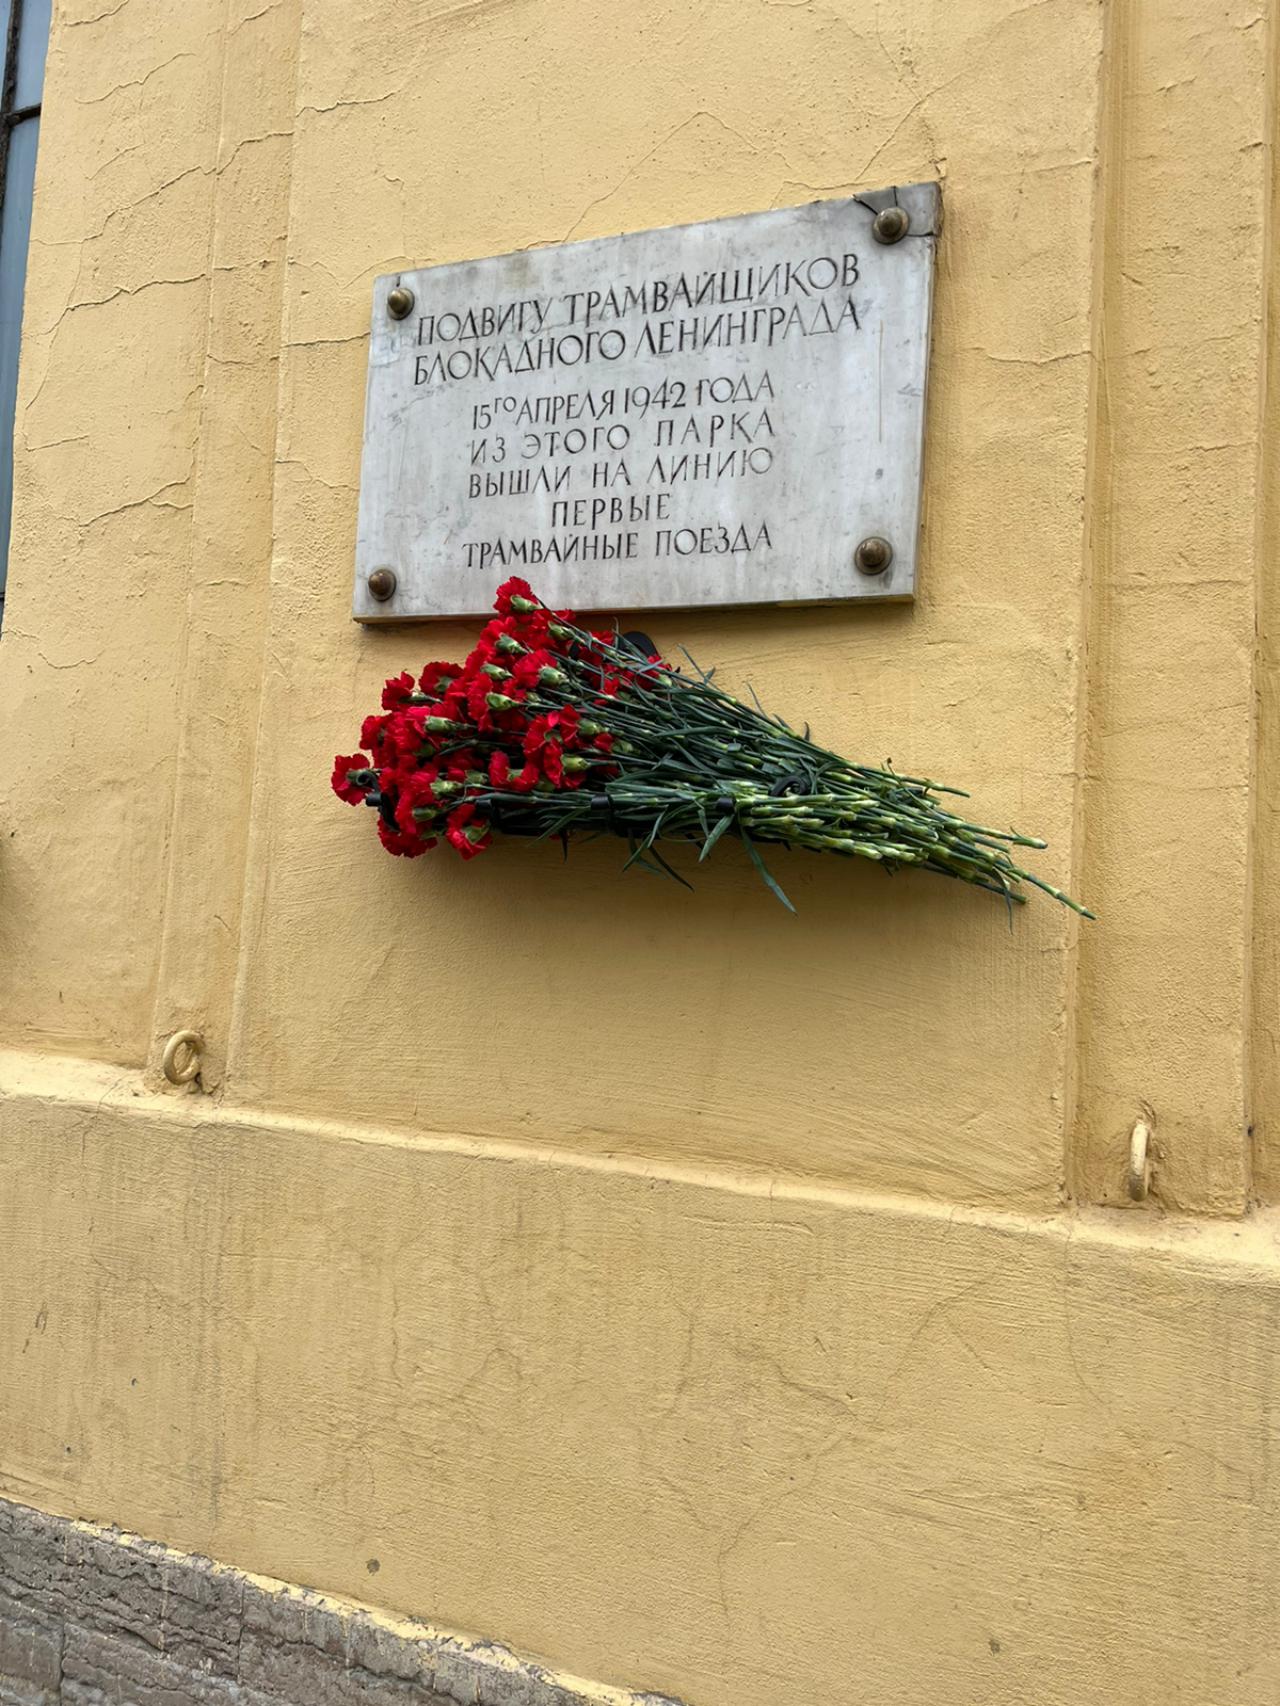 ПОДВИГУ ТРАМВАЙЩИКОВ
БЛОКАДНОГО ЛЕНИНГРАДА
15ГО АПРЕЛЯ 1942 ГОДА
ИЗ ЭТОГО ПАРКА
ВЫШЛИ НА ЛИНИЮ
ПЕРВЫЕ
ТРАМВАЙНЫЕ ПОЕЗДА